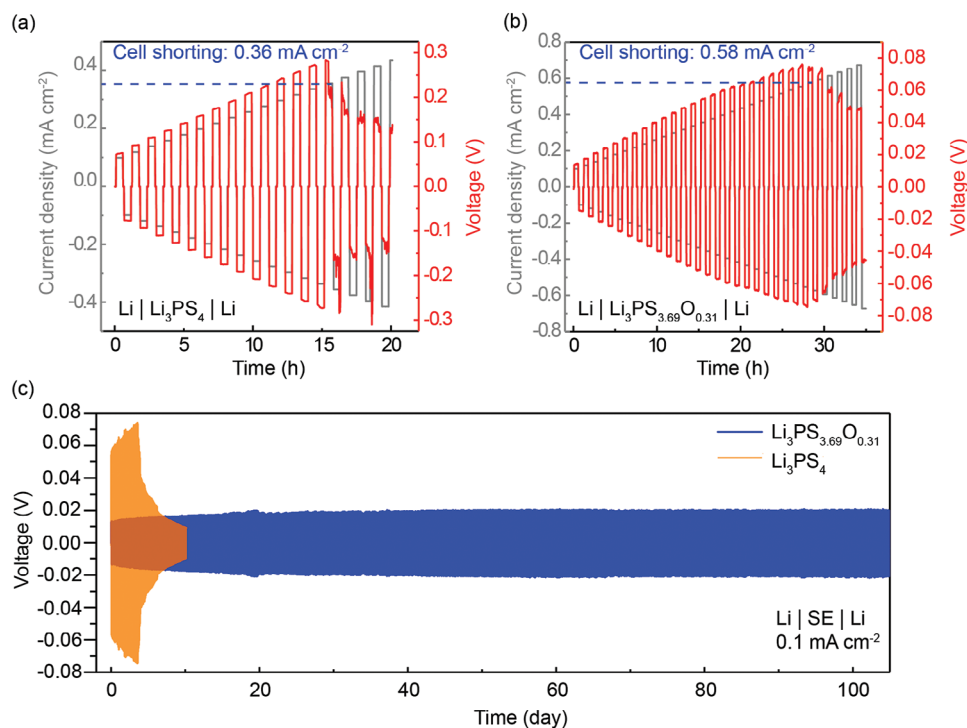 (a)
Cell shorting: 0.36 mA cm⁻²
0.4
0.2
0.0
-0.2
-0.4
Current density (mA cm⁻²)
0.3
0.2
0.1
0.0
-0.1
-0.2
-0.3
Voltage (V)
Li | Li₃PS₄ | Li
0 5 10 15 20
Time (h)
(b)
Cell shorting: 0.58 mA cm⁻²
0.8
0.6
0.4
0.2
0.0
-0.2
-0.4
-0.6
-0.8
Current density (mA cm⁻²)
0.08
0.06
0.04
0.02
0.00
-0.02
-0.04
-0.06
-0.08
Voltage (V)
Li | Li₃PS₃.₆₉O₀.₃₁ | Li
0 10 20 30
Time (h)
(c)
0.08
0.06
0.04
0.02
0.00
-0.02
-0.04
-0.06
-0.08
Voltage (V)
Li₃PS₃.₆₉O₀.₃₁
Li₃PS₄
Li | SE | Li
0.1 mA cm⁻²
0 20 40 60 80 100
Time (day)